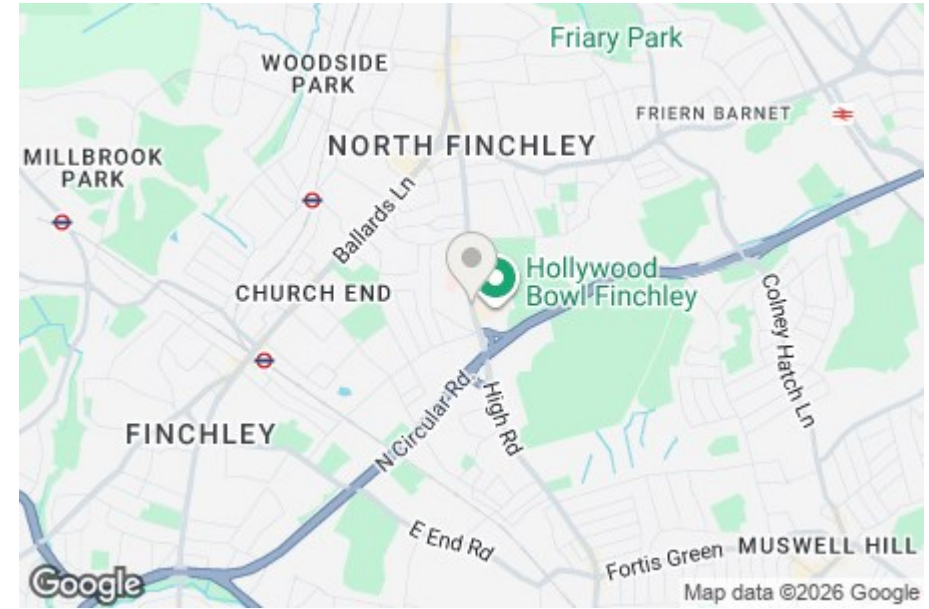 Friary Park
WOODSIDE
PARK
FRIERN BARNET
NORTH FINCHLEY
MILLBROOK
PARK
Ballards Ln
Hollywood
Bowl Finchley
CHURCH END
Colney Hatch Ln
N Circular Rd
High Rd
FINCHLEY
E End Rd
Fortis Green
MUSWELL HILL
Google
Map data ©2026 Google